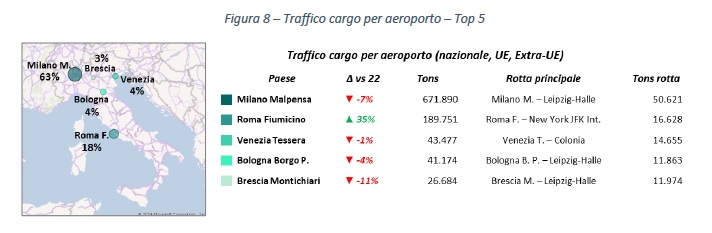 Figura 8 – Traffico cargo per aeroporto – Top 5
Milano M.
63%
3%
Brescia
Venezia
4%
Bologna
4%
Roma F.
18%
Traffico cargo per aeroporto (nazionale, UE, Extra-UE)
Paese Δ vs 22 Tons Rotta principale Tons rotta
Milano Malpensa ▼ -7% 671.890 Milano M. – Leipzig-Halle 50.621
Roma Fiumicino ▲ 35% 189.751 Roma F. – New York JFK Int. 16.628
Venezia Tessera ▼ -1% 43.477 Venezia T. – Colonia 14.655
Bologna Borgo P. ▼ -4% 41.174 Bologna B. P. – Leipzig-Halle 11.863
Brescia Montichiari ▼ -11% 26.684 Brescia M. – Leipzig-Halle 11.974